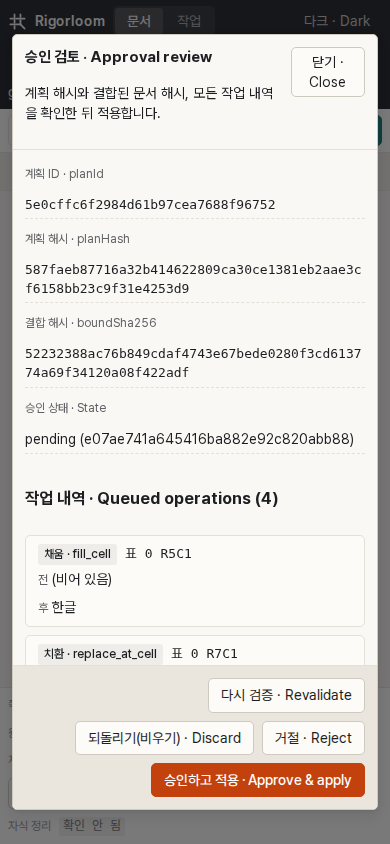 Rigorloom
문서
작업
다크 · Dark
승인 검토 · Approval review
닫기 ·
Close
계획 해시와 결합된 문서 해시, 모든 작업 내역
을 확인한 뒤 적용합니다.
계획 ID · planId
5e0cffc6f2984d61b97cea7688f96752
계획 해시 · planHash
587faeb87716a32b414622809ca30ce1381eb2aae3c
f6158bb23c9f31e4253d9
결합 해시 · boundSha256
52232388ac76b849cdaf4743e67bede0280f3cd6137
74a69f34120a08f422adf
승인 상태 · State
pending (e07ae741a645416ba882e92c820abb88)
작업 내역 · Queued operations (4)
채움 · fill_cell 표 0 R5C1
전 (비어 있음)
후 한글
치환 · replace_at_cell 표 0 R7C1
다시 검증 · Revalidate
되돌리기(비우기) · Discard
거절 · Reject
승인하고 적용 · Approve & apply
자식 정리 확인 안 됨